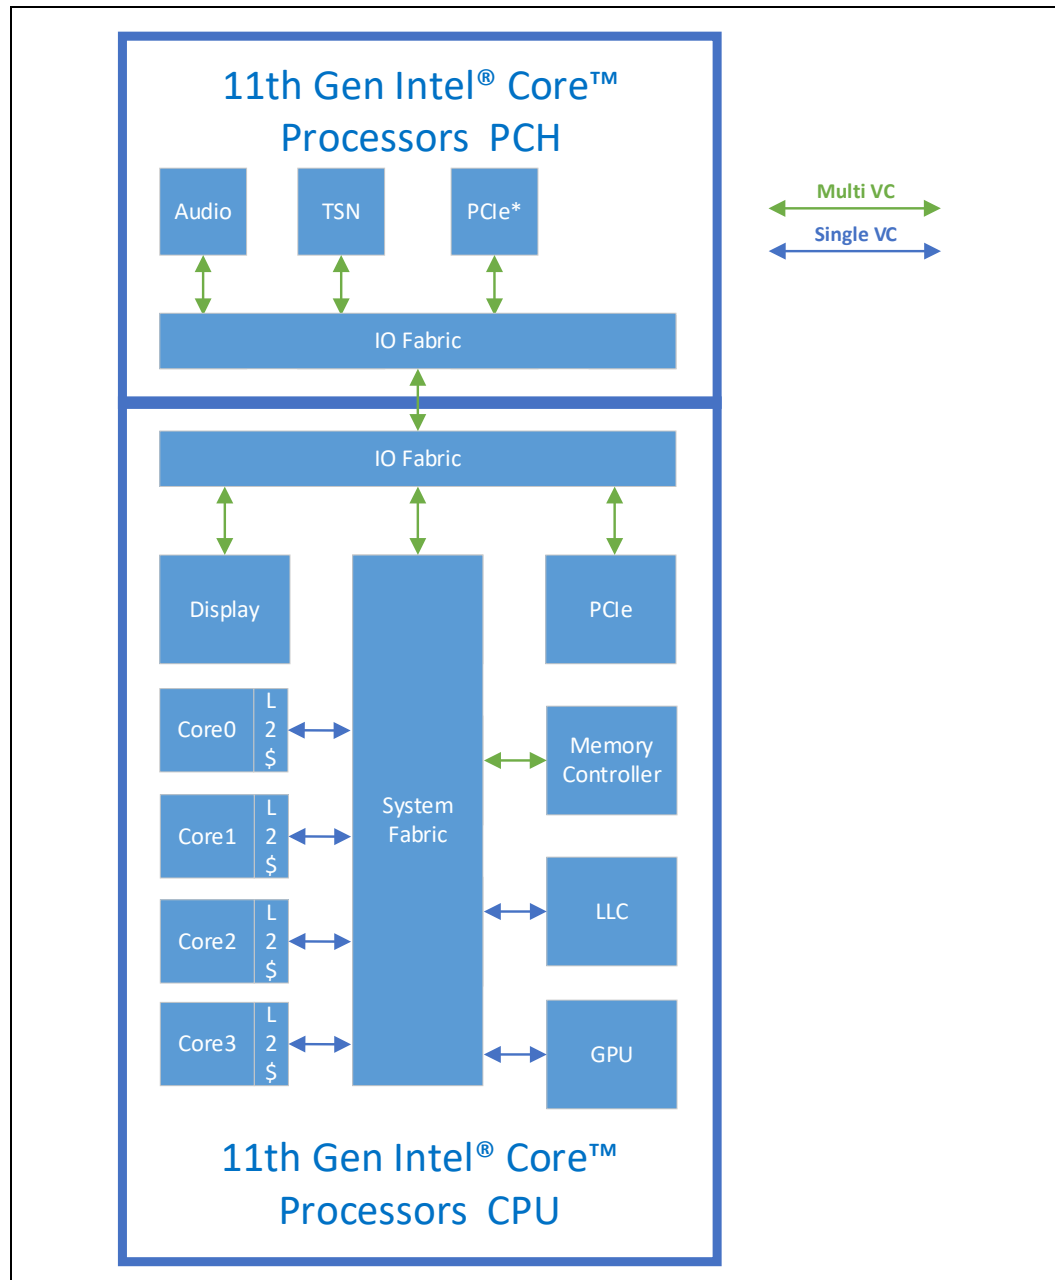 11th Gen Intel® Core™
Processors PCH
Audio
TSN
PCIe*
Multi VC
Single VC
IO Fabric
IO Fabric
Display
System
Fabric
PCIe
Core0
L
2
$
Memory
Controller
Core1
L
2
$
Core2
L
2
$
LLC
Core3
L
2
$
GPU
11th Gen Intel® Core™
Processors CPU